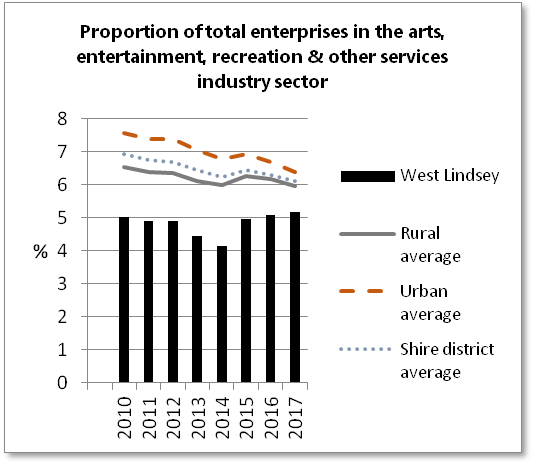 Proportion of total enterprises in the arts,
entertainment, recreation & other services
industry sector
8
7
6
5
4
3
2
1
0
%
2010
2011
2012
2013
2014
2015
2016
2017
West Lindsey
Rural
average
Urban
average
Shire district
average